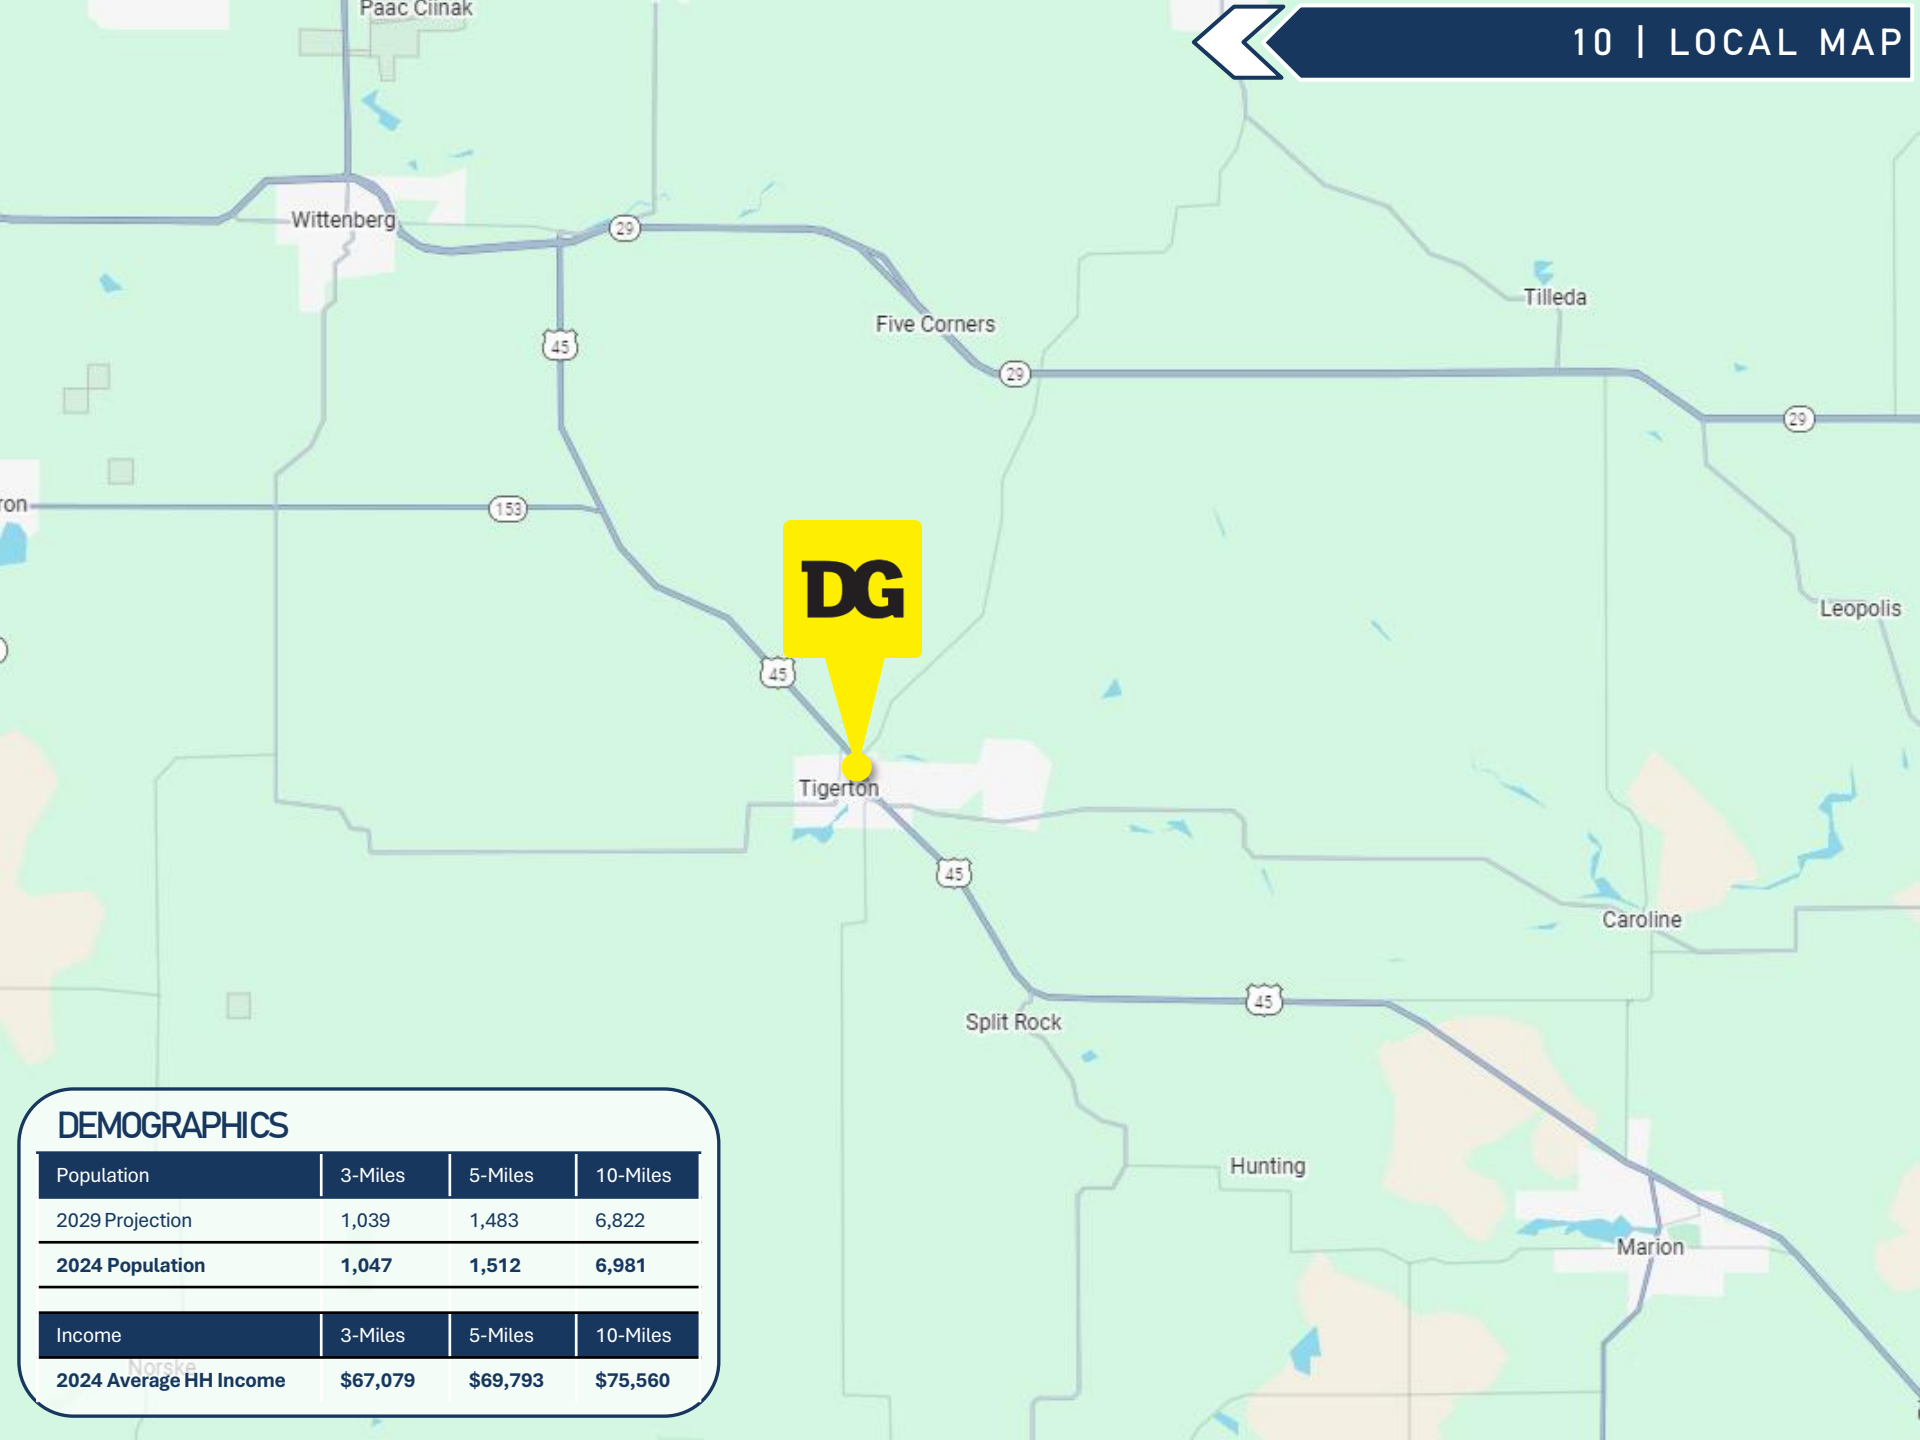 Paac Ciinak
10 | LOCAL MAP
Wittenberg
29
Tilleda
Five Corners
45
29
29
ron
153
DG
Leopolis
45
Tigerton
45
Caroline
45
Split Rock
Hunting
Marion
DEMOGRAPHICS
Population 3-Miles 5-Miles 10-Miles
2029 Projection 1,039 1,483 6,822
2024 Population 1,047 1,512 6,981
Income 3-Miles 5-Miles 10-Miles
Norske
2024 Average HH Income $67,079 $69,793 $75,560